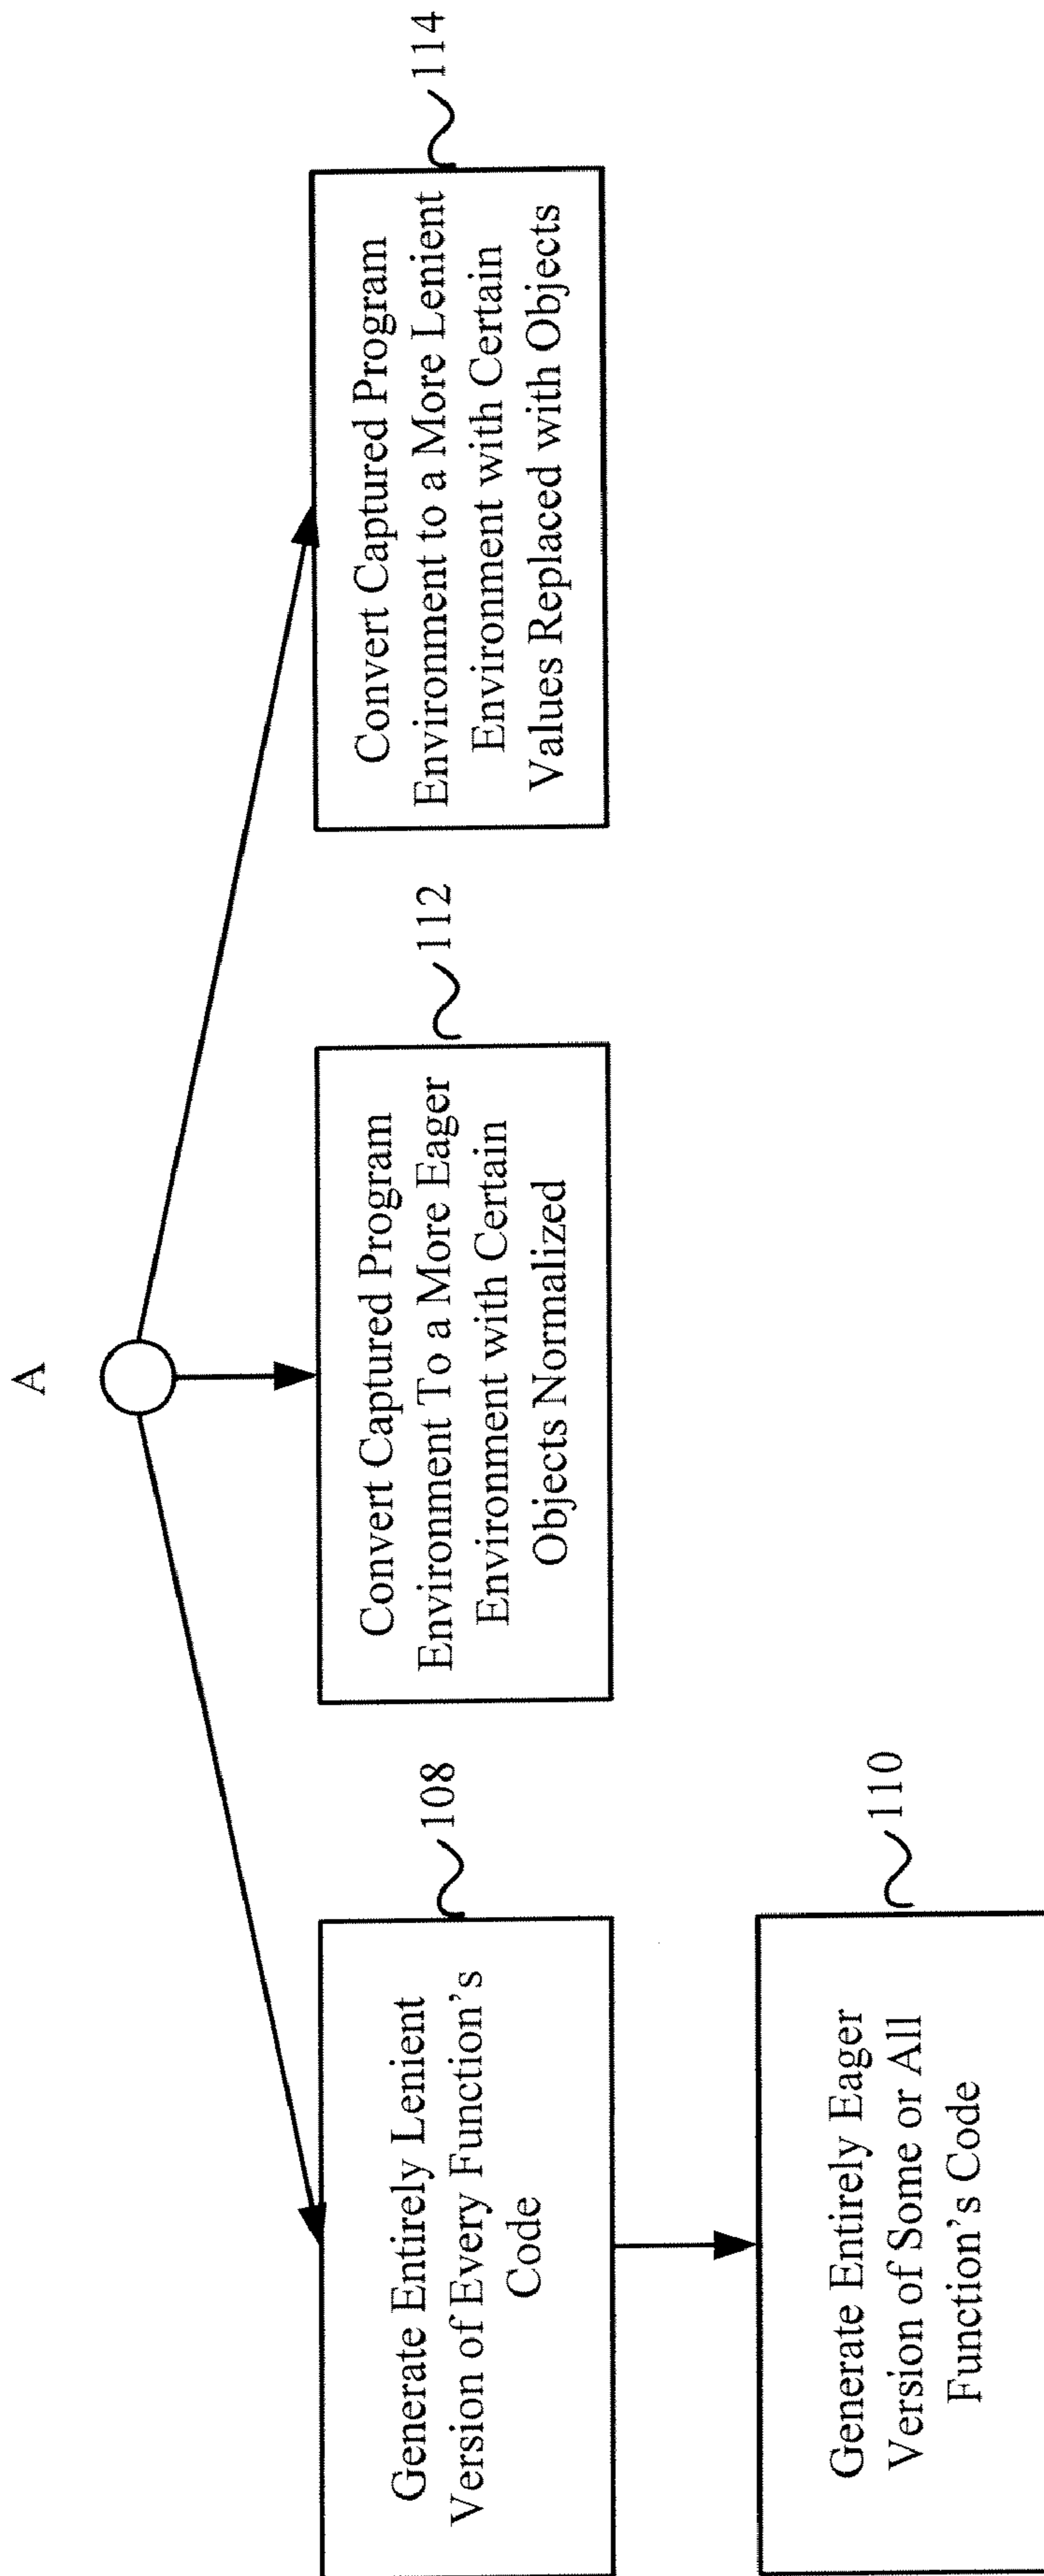 A
Generate Entirely Lenient
Version of Every Function's
Code
108
Convert Captured Program
Environment To a More Eager
Environment with Certain
Objects Normalized
112
Convert Captured Program
Environment to a More Lenient
Environment with Certain
Values Replaced with Objects
114
Generate Entirely Eager
Version of Some or All
Function's Code
110